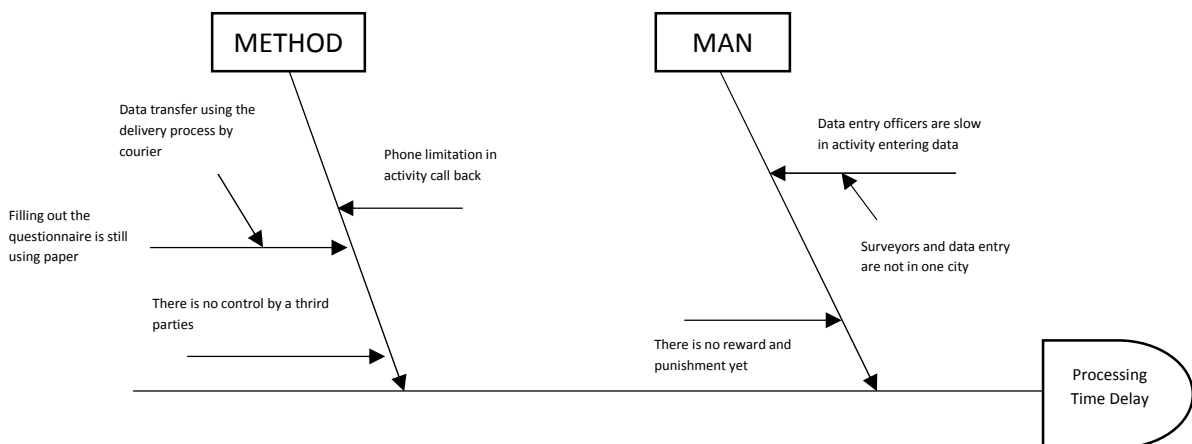 METHOD
MAN
Data transfer using the
delivery process by
courier
Phone limitation in
activity call back
Filling out the
questionnaire is still
using paper
There is no control by a thrird
parties
Data entry officers are slow
in activity entering data
Surveyors and data entry
are not in one city
There is no reward and
punishment yet
Processing
Time Delay